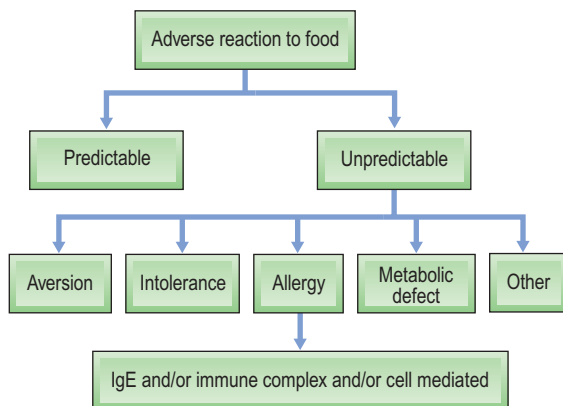 Adverse reaction to food
Predictable
Unpredictable
Aversion
Intolerance
Allergy
Metabolic
defect
Other
IgE and/or immune complex and/or cell mediated